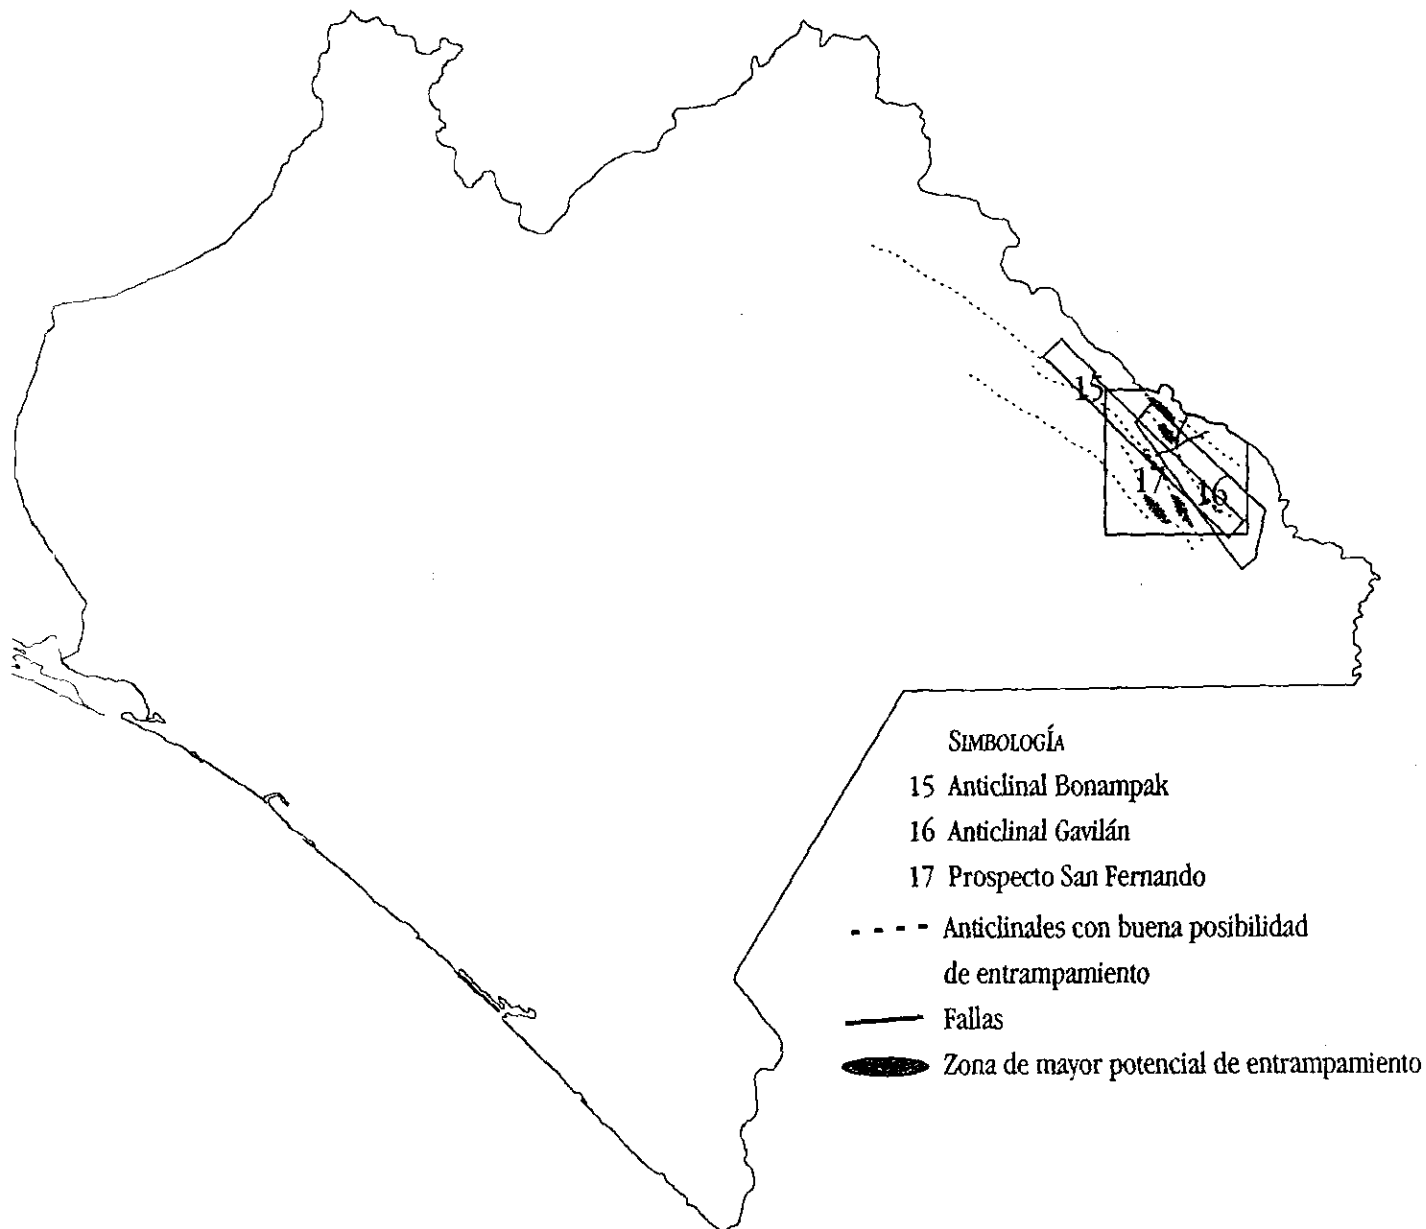 15
17
16
SIMBOLOGÍA
15 Anticlinal Bonampak
16 Anticlinal Gavilán
17 Prospecto San Fernando
Anticlinales con buena posibilidad
de entrampamiento
Fallas
Zona de mayor potencial de entrampamiento